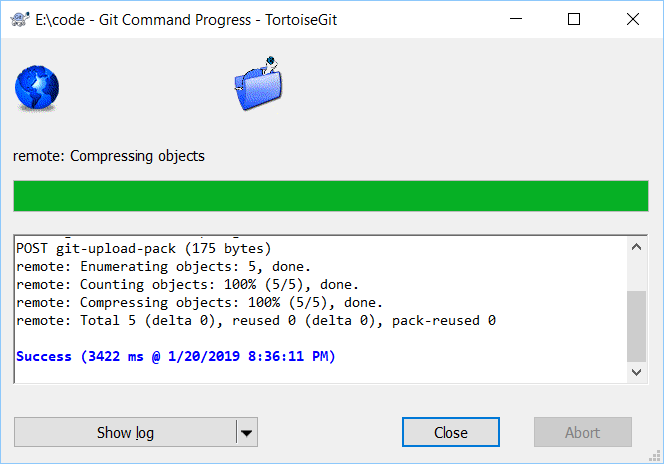 E:\code - Git Command Progress - TortoiseGit
remote: Compressing objects
POST git-upload-pack (175 bytes)
remote: Enumerating objects: 5, done.
remote: Counting objects: 100% (5/5), done.
remote: Compressing objects: 100% (5/5), done.
remote: Total 5 (delta 0), reused 0 (delta 0), pack-reused 0
Success (3422 ms @ 1/20/2019 8:36:11 PM)
Show log Close Abort